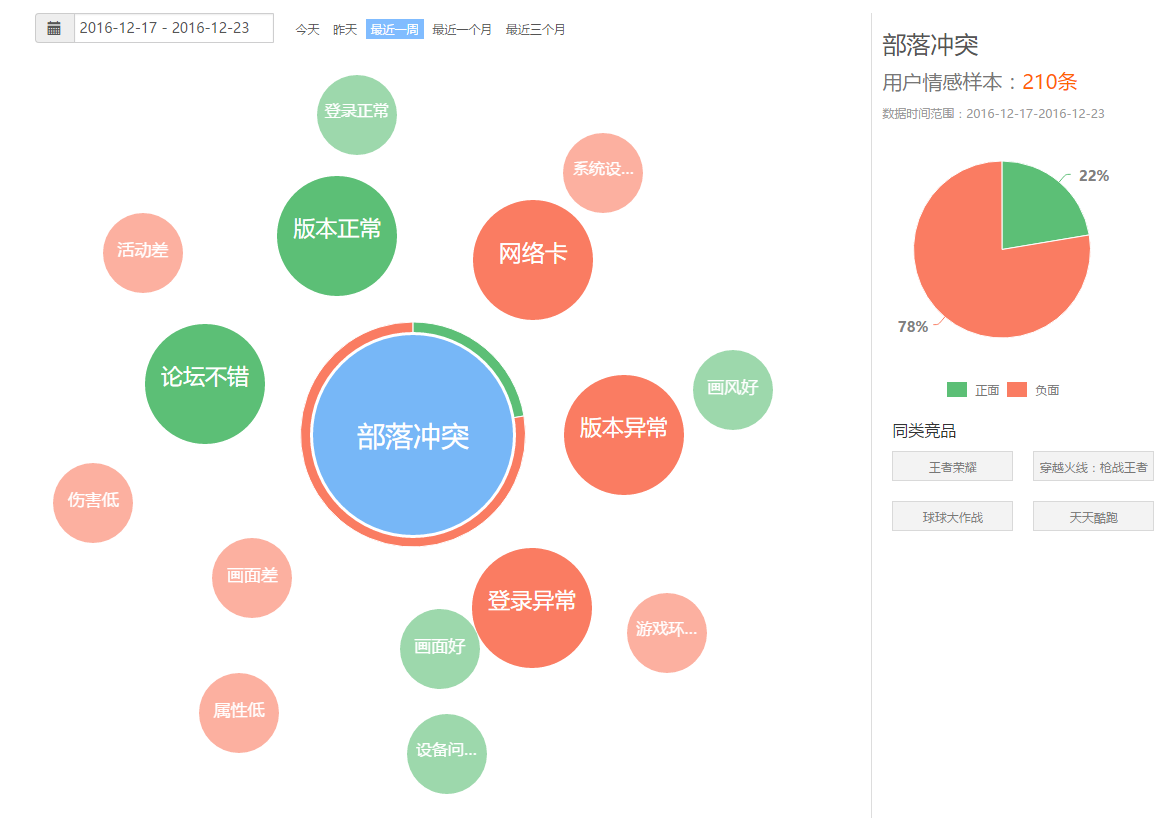 2016-12-17 - 2016-12-23
今天 昨天 最近一周 最近一个月 最近三个月
登录正常
系统设...
版本正常
网络卡
活动差
论坛不错
画风好
版本异常
部落冲突
伤害低
画面差
登录异常
游戏环...
画面好
属性低
设备问...
部落冲突
用户情感样本：210条
数据时间范围：2016-12-17-2016-12-23
22%
78%
正面 负面
同类竞品
王者荣耀 穿越火线：枪战王者
球球大作战 天天酷跑